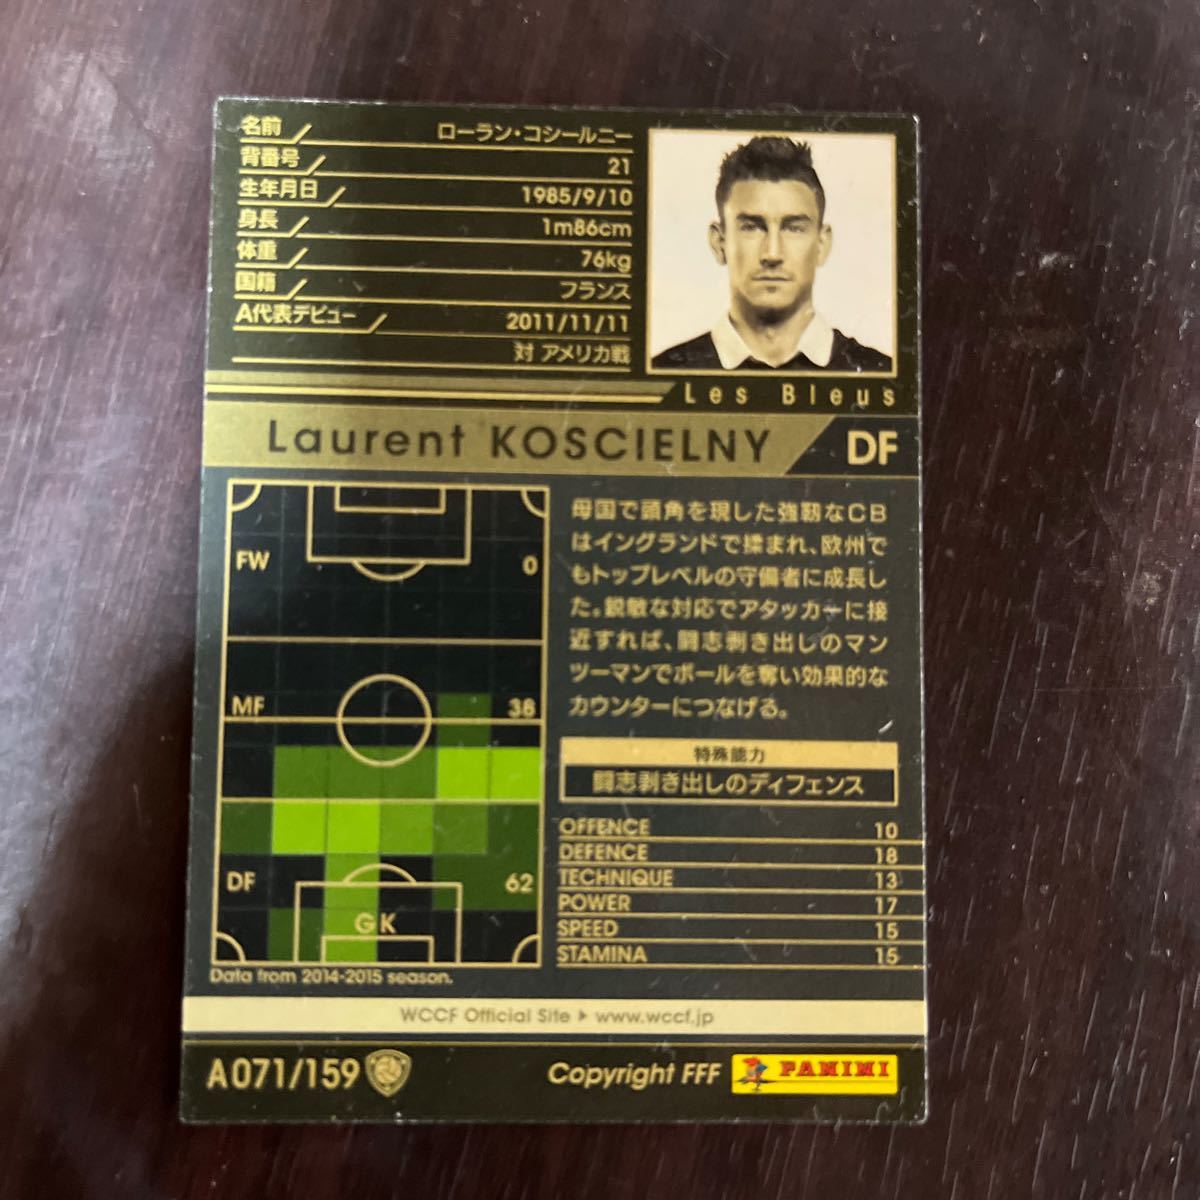 名前 ローラン・コシールニー
背番号 21
生年月日 1985/9/10
身長 1m86cm
体重 76kg
国籍 フランス
A代表デビュー 2011/11/11
対 アメリカ戦
Les Bleus
Laurent KOSCIELNY DF
FW 0
MF 38
DF 62
GK
Data from 2014-2015 season.
母国で頭角を現した強靭なCB
はイングランドで揉まれ、欧州で
もトップレベルの守備者に成長し
た。鋭敏な対応でアタッカーに接
近すれば、闘志剥き出しのマン
ツーマンでボールを奪い効果的な
カウンターにつなげる。
特殊能力
闘志剥き出しのディフェンス
OFFENCE 10
DEFENCE 18
TECHNIQUE 13
POWER 17
SPEED 15
STAMINA 15
WCCF Official Site ▶ www.wccf.jp
A071/159 Copyright FFF PANINI